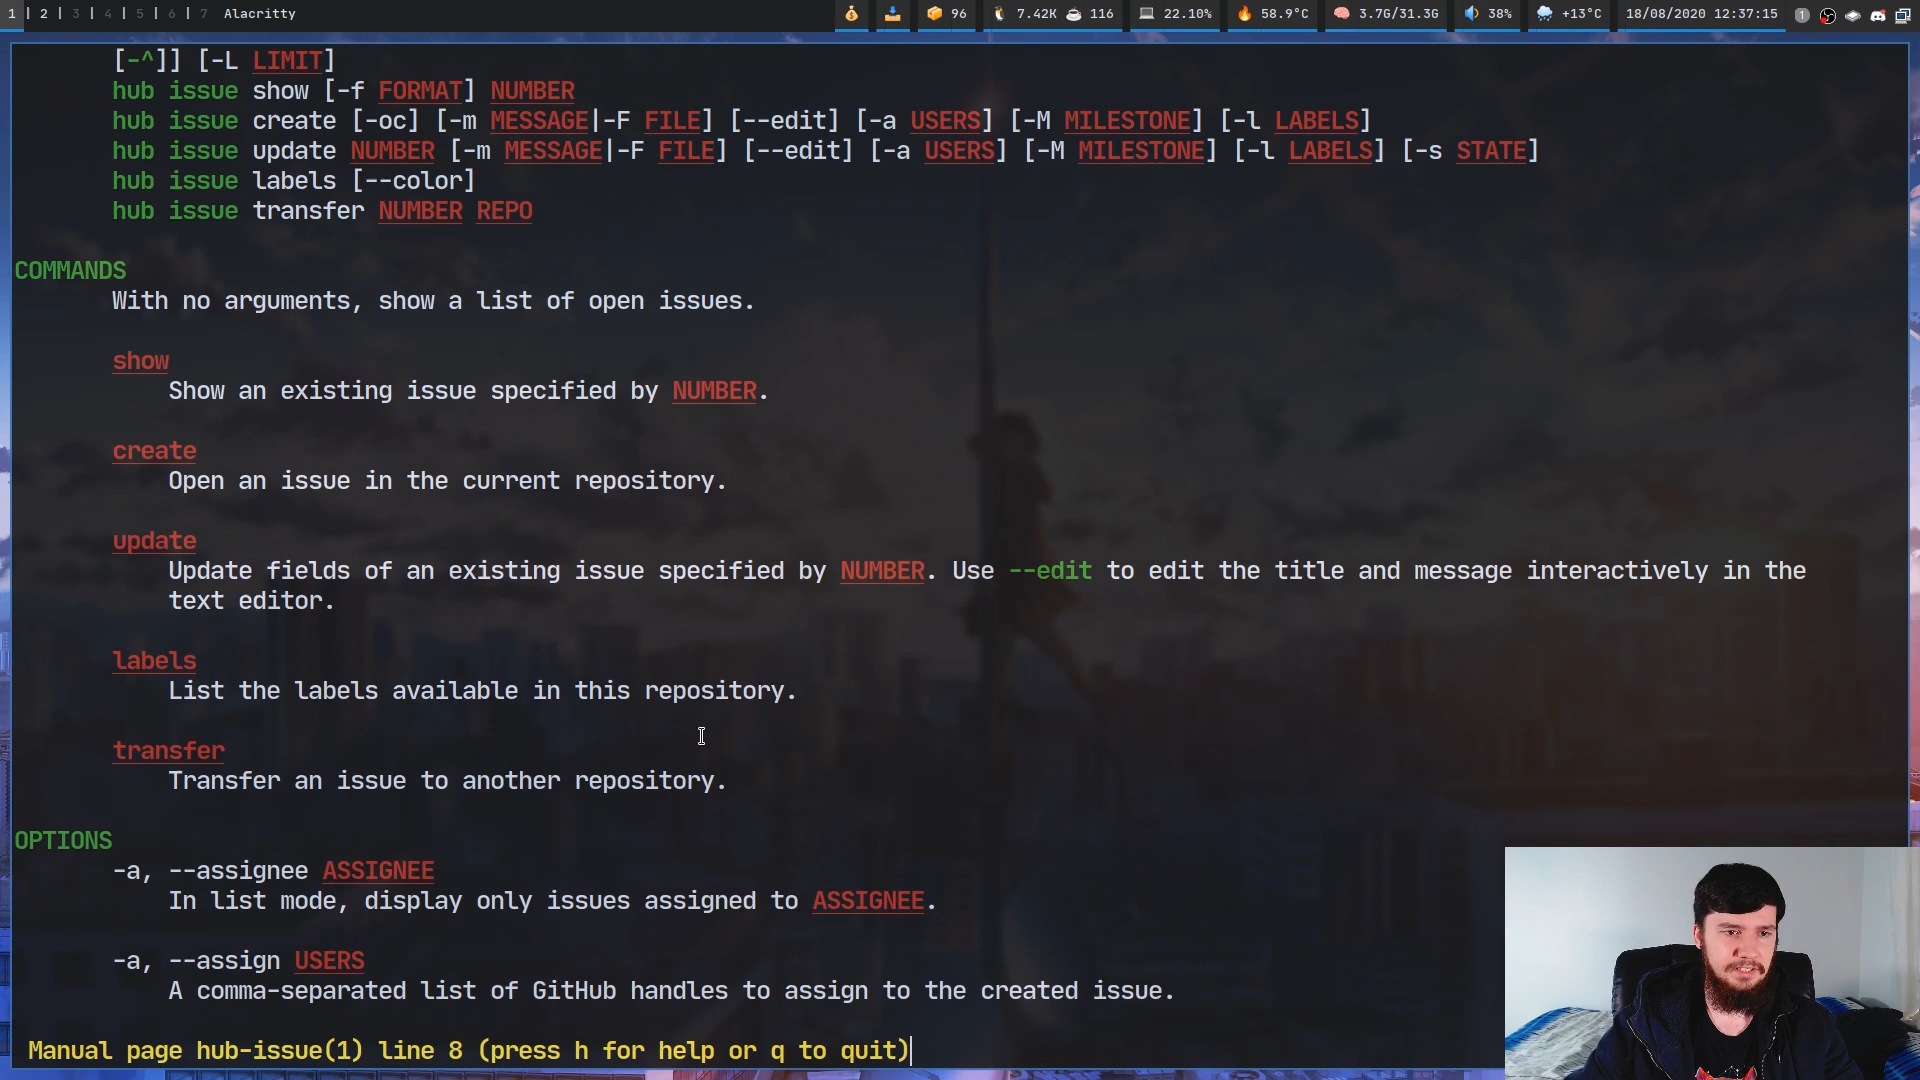 1 | 2 | 3 | 4 | 5 | 6 | 7 Alacritty 96 7.42K 116 22.10% 58.9°C 3.7G/31.3G 38% +13°C 18/08/2020 12:37:15 1
[-^]] [-L LIMIT]
hub issue show [-f FORMAT] NUMBER
hub issue create [-oc] [-m MESSAGE|-F FILE] [--edit] [-a USERS] [-M MILESTONE] [-l LABELS]
hub issue update NUMBER [-m MESSAGE|-F FILE] [--edit] [-a USERS] [-M MILESTONE] [-l LABELS] [-s STATE]
hub issue labels [--color]
hub issue transfer NUMBER REPO
COMMANDS
With no arguments, show a list of open issues.
show
Show an existing issue specified by NUMBER.
create
Open an issue in the current repository.
update
Update fields of an existing issue specified by NUMBER. Use --edit to edit the title and message interactively in the
text editor.
labels
List the labels available in this repository.
transfer
Transfer an issue to another repository.
OPTIONS
-a, --assignee ASSIGNEE
In list mode, display only issues assigned to ASSIGNEE.
-a, --assign USERS
A comma-separated list of GitHub handles to assign to the created issue.
Manual page hub-issue(1) line 8 (press h for help or q to quit)